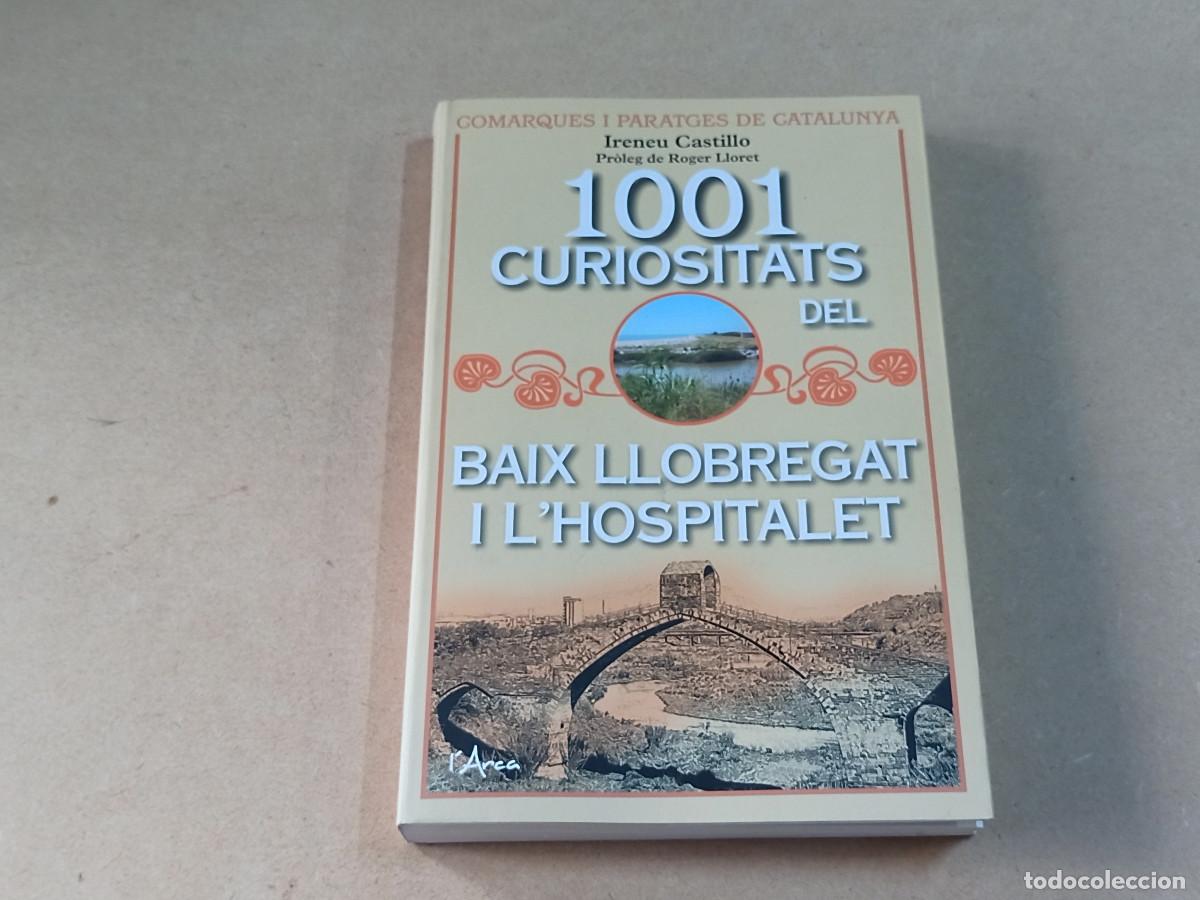 COMARQUES I PARATGES DE CATALUNYA
Ireneu Castillo
Pròleg de Roger Lloret
1001
CURIOSITATS
DEL
BAIX LLOBREGAT
I L'HOSPITALET
l'Arca
todocoleccion